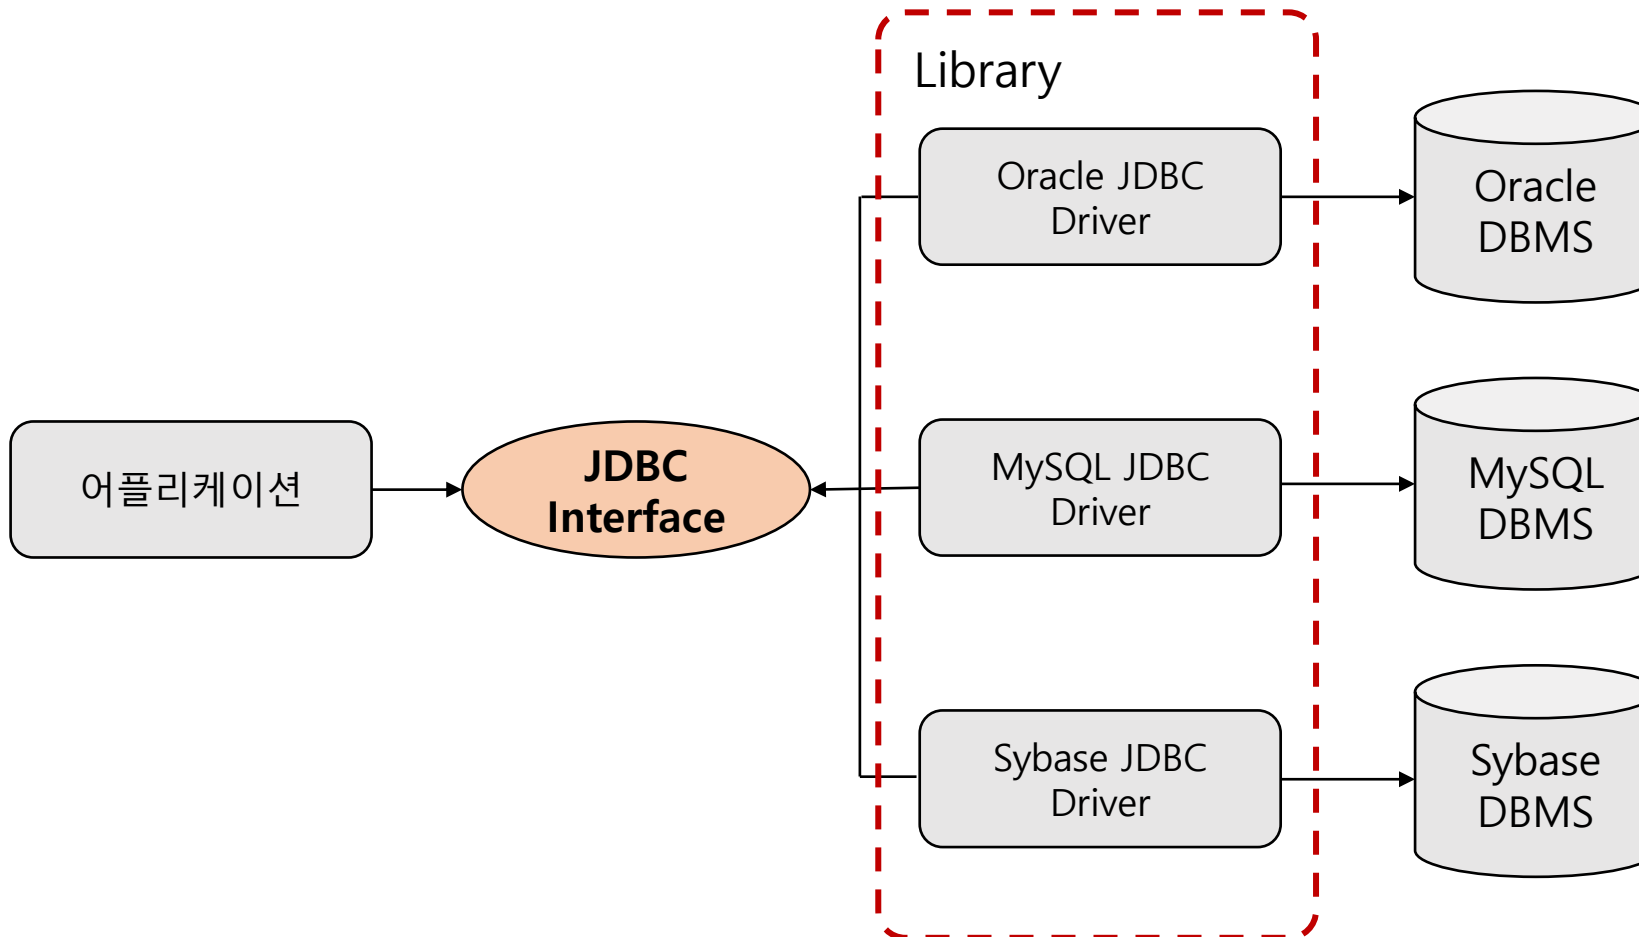 Library
Oracle JDBC
Driver
Oracle
DBMS
어플리케이션
JDBC
Interface
MySQL JDBC
Driver
MySQL
DBMS
Sybase JDBC
Driver
Sybase
DBMS